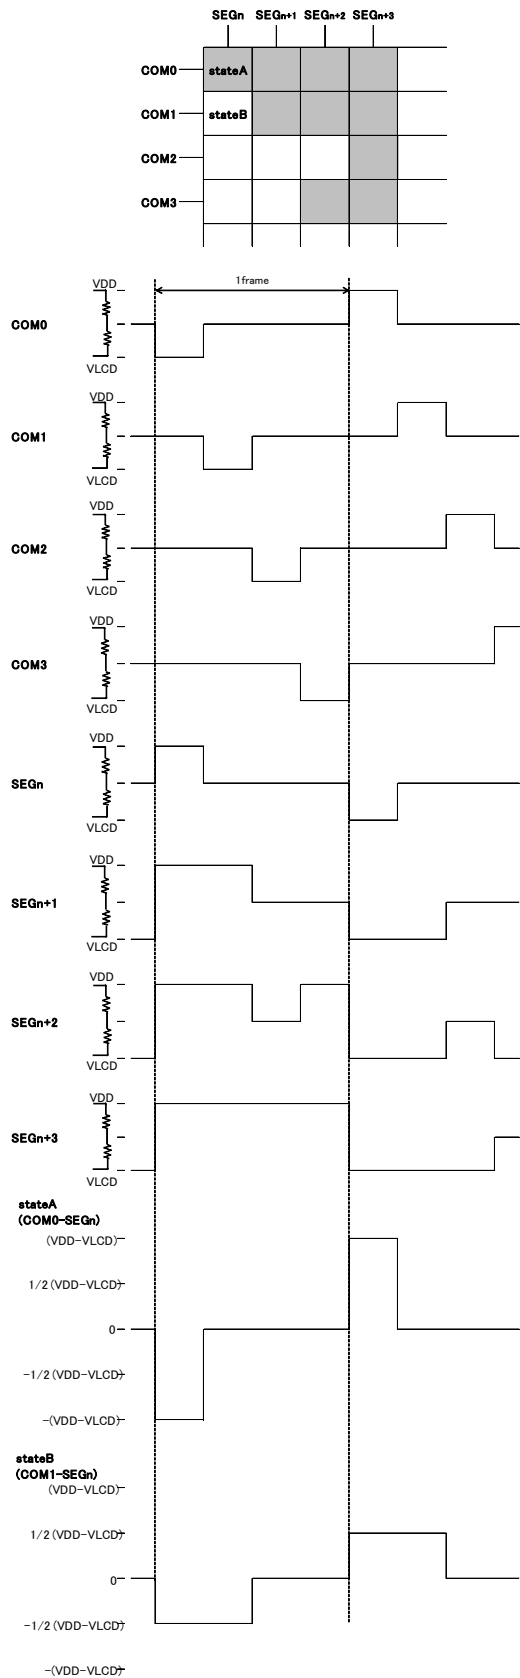 SEGn SEGn+1 SEGn+2 SEGn+3
COM0 stateA
COM1 stateB
COM2
COM3
1frame
VDD
COM0
VLCD
VDD
COM1
VLCD
VDD
COM2
VLCD
VDD
COM3
VLCD
VDD
SEGn
VLCD
VDD
SEGn+1
VLCD
VDD
SEGn+2
VLCD
VDD
SEGn+3
VLCD
stateA
(COM0-SEGn)
(VDD-VLCD)
1/2(VDD-VLCD)
0
-1/2(VDD-VLCD)
-(VDD-VLCD)
stateB
(COM1-SEGn)
(VDD-VLCD)
1/2(VDD-VLCD)
0
-1/2(VDD-VLCD)
-(VDD-VLCD)